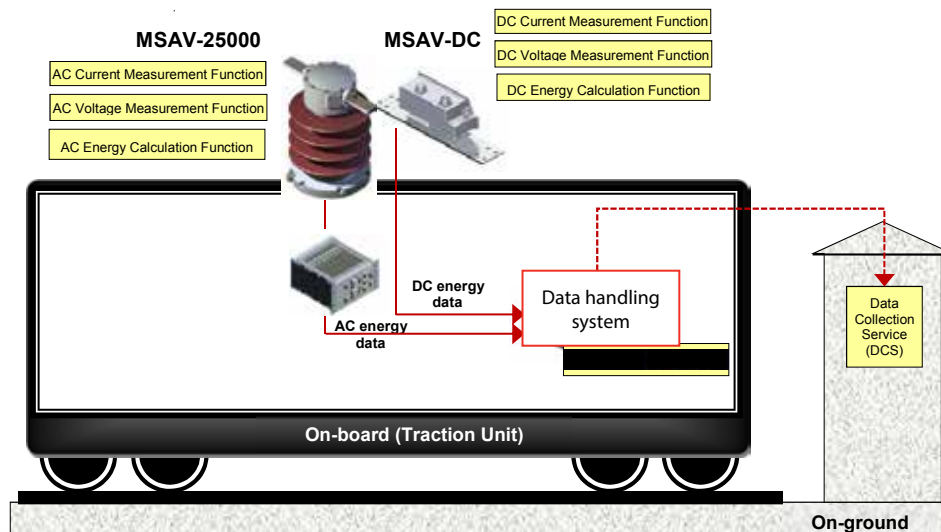 MSAV-25000
AC Current Measurement Function
AC Voltage Measurement Function
AC Energy Calculation Function
MSAV-DC
DC Current Measurement Function
DC Voltage Measurement Function
DC Energy Calculation Function
DC energy
data
AC energy
data
Data handling
system
Data
Collection
Service
(DCS)
On-board (Traction Unit)
On-ground